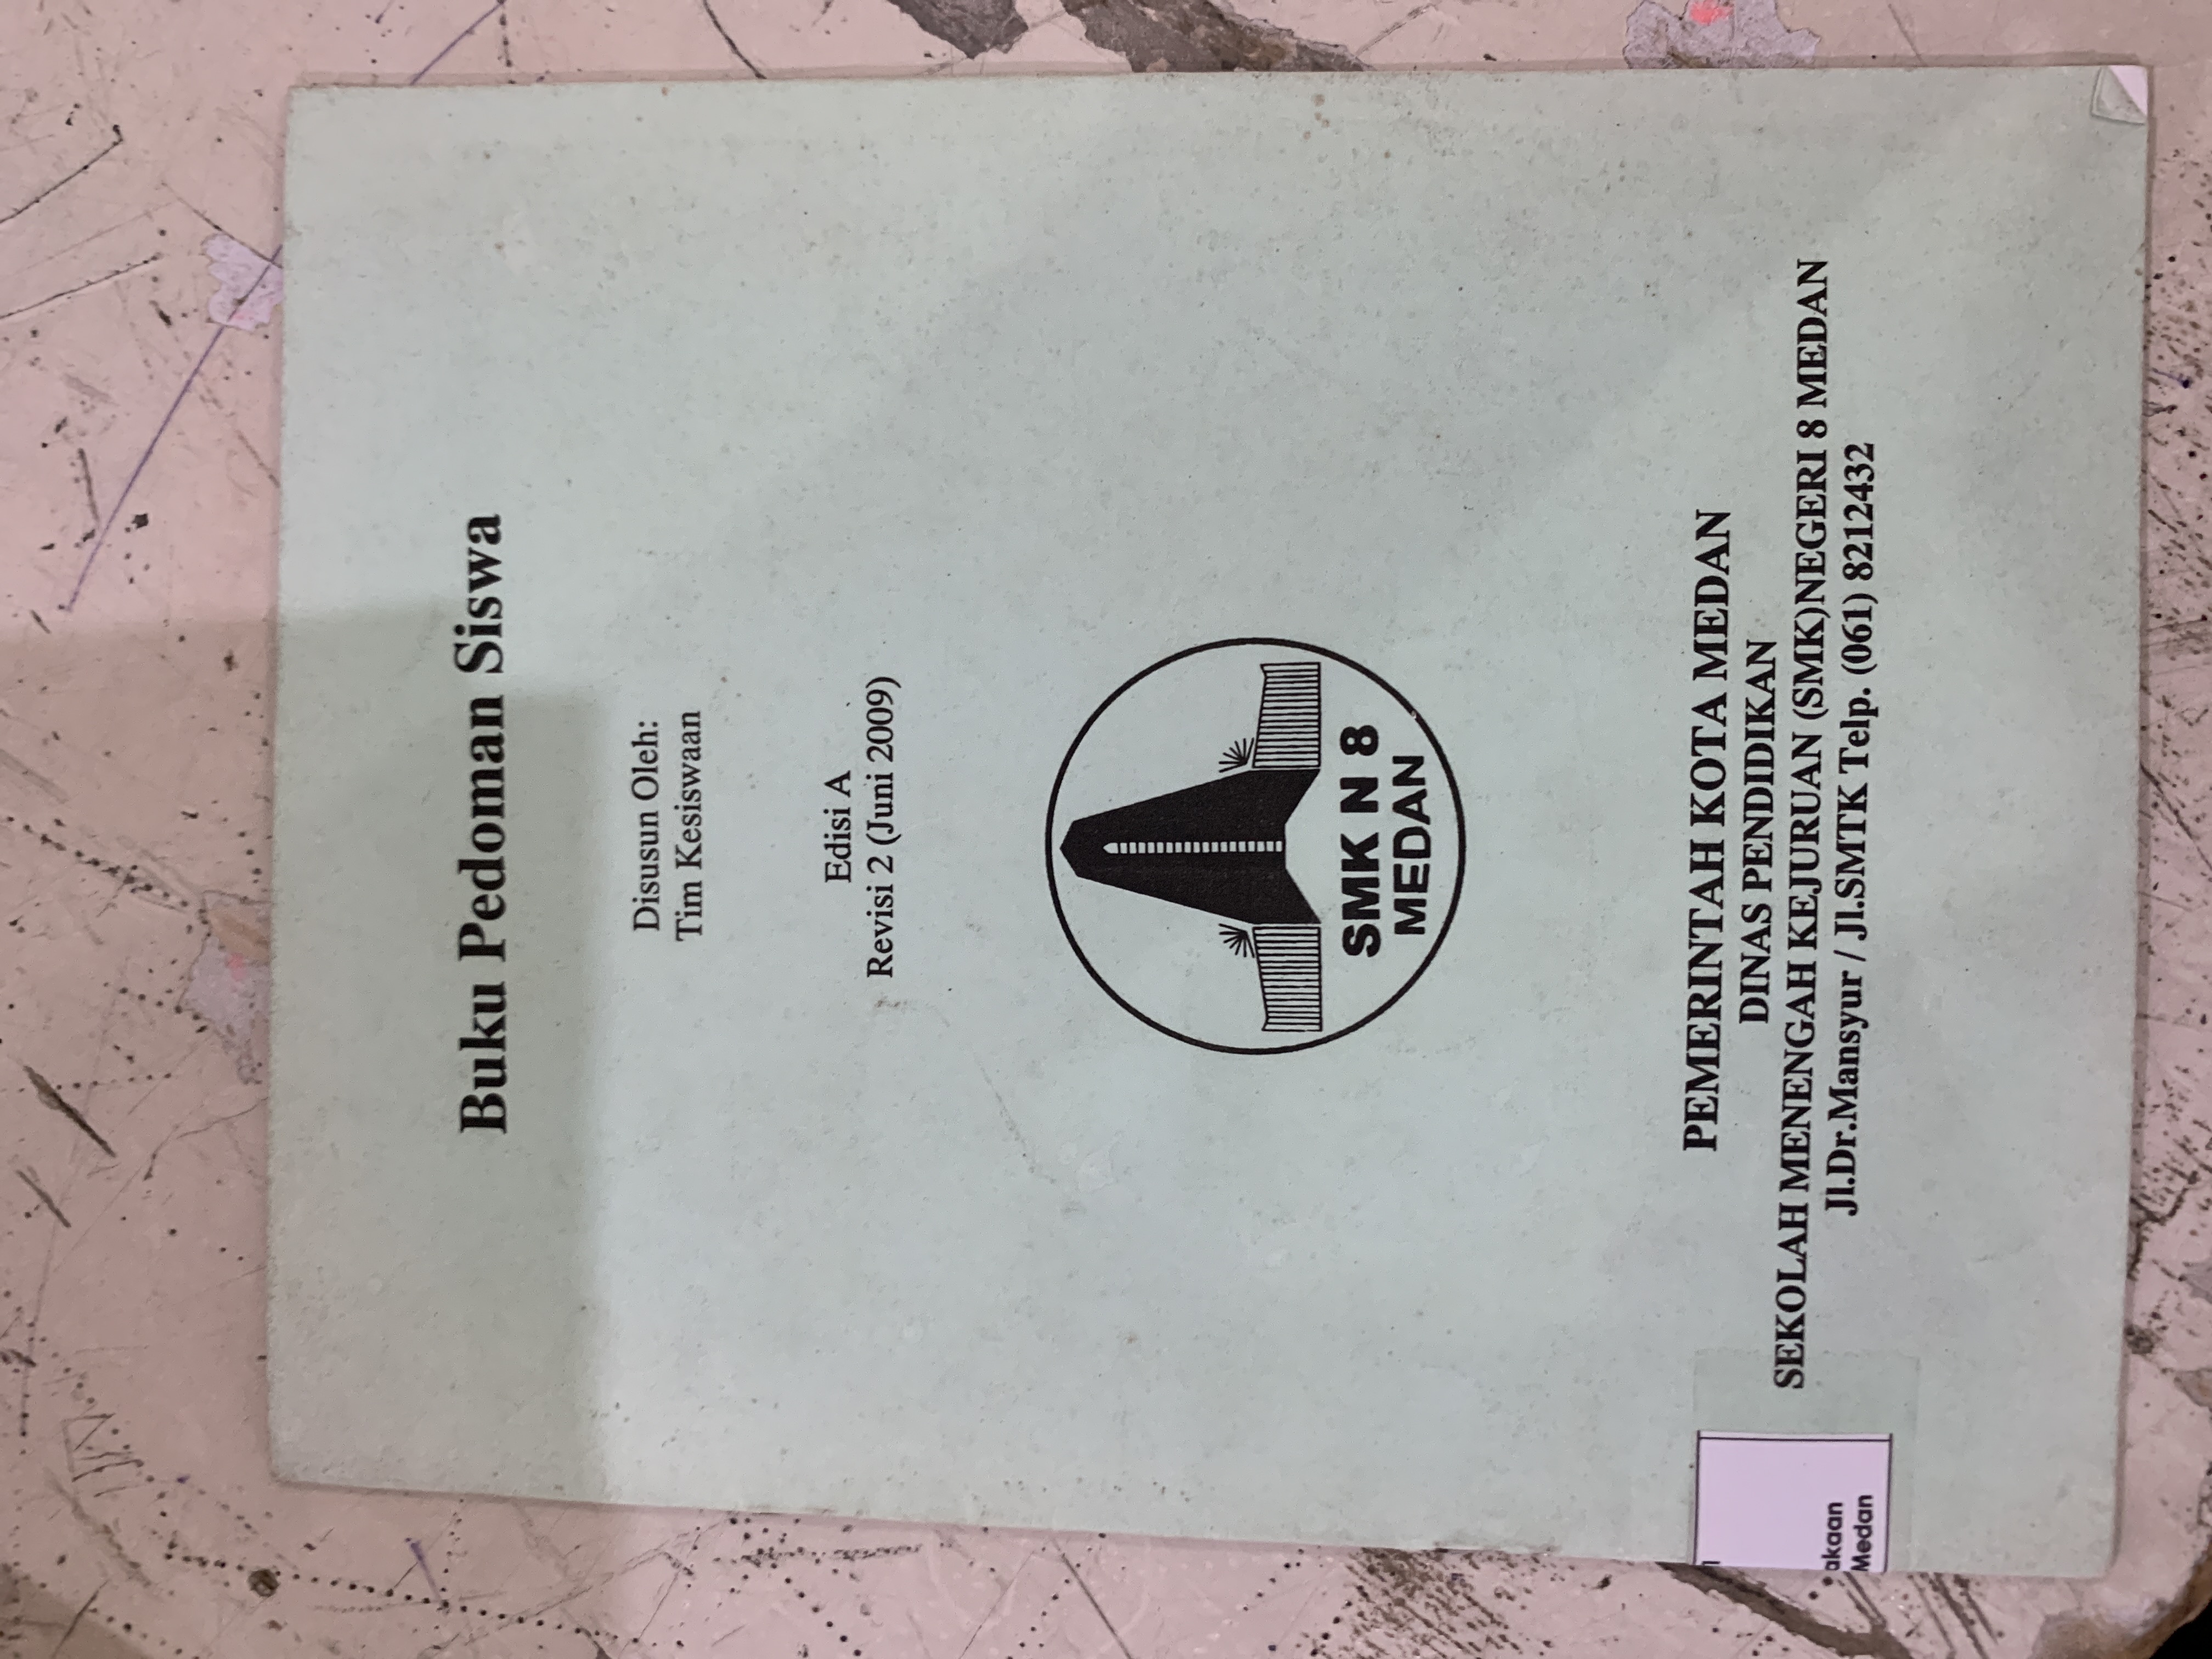 Buku Pedoman Siswa
Disusun Oleh:
Tim Kesiswaan
Edisi A
Revisi 2 (Juni 2009)
SMK N 8
MEDAN
PEMERINTAH KOTA MEDAN
DINAS PENDIDIKAN
SEKOLAH MENENGAH KEJURUAN (SMK)NEGERI 8 MEDAN
Jl.Dr.Mansyur / Jl.SMTK Telp. (061) 8212432
akaan
Medan